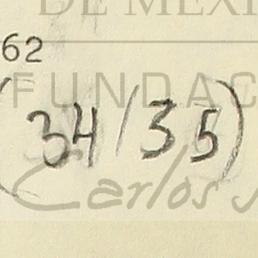 DE MEXI
62
FUNDAC
(34/35)
Carlos